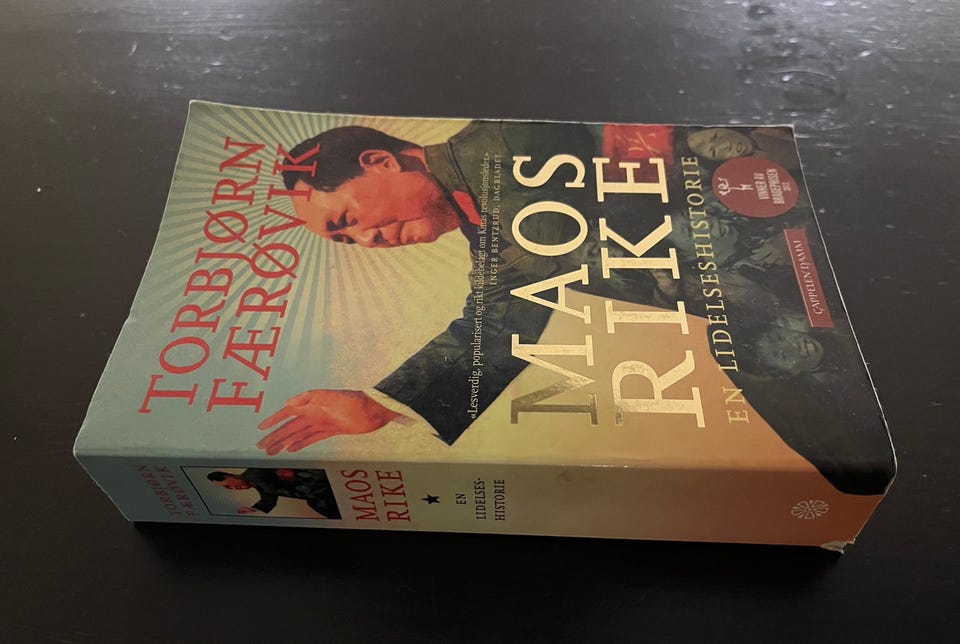 TORBJØRN
FÆRØVIK
«Lesverdig, popularisert og rikt kildebelagt om Kinas revolusjonsleder.»
INGER BENTZRUD, DAGBLADET
MAOS
RIKE
EN LIDELSESHISTORIE
VINNER AV
BRAGEPRISEN
2012
CAPPELEN DAMM
TORBJØRN
FÆRØVIK
MAOS
RIKE
EN
LIDELSES-
HISTORIE